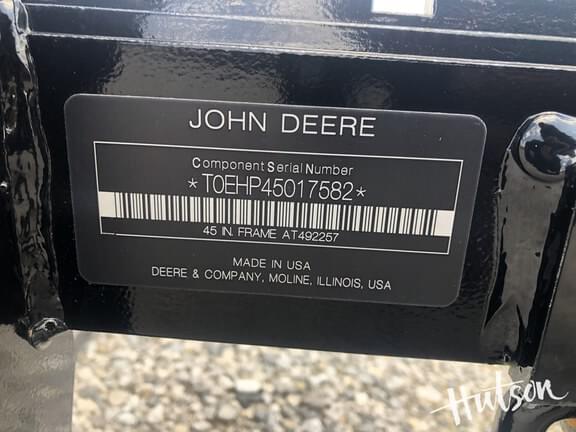 JOHN DEERE
Component Serial Number
*T0EHP45017582*
45 IN. FRAME AT492257
MADE IN USA
DEERE & COMPANY, MOLINE, ILLINOIS, USA
Hutson